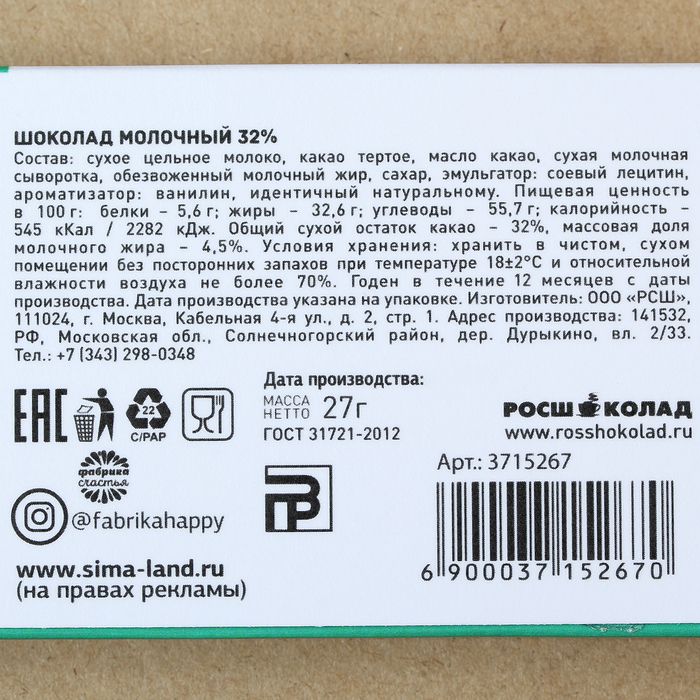 ШОКОЛАД МОЛОЧНЫЙ 32%
Состав: сухое цельное молоко, какао тертое, масло какао, сухая молочная
сыворотка, обезвоженный молочный жир, сахар, эмульгатор: соевый лецитин,
ароматизатор: ванилин, идентичный натуральному. Пищевая ценность
в 100 г: белки – 5,6 г; жиры – 32,6 г; углеводы – 55,7 г; калорийность –
545 кКал / 2282 кДж. Общий сухой остаток какао – 32%, массовая доля
молочного жира – 4,5%. Условия хранения: хранить в чистом, сухом
помещении без посторонних запахов при температуре 18±2°С и относительной
влажности воздуха не более 70%. Годен в течение 12 месяцев с даты
производства. Дата производства указана на упаковке. Изготовитель: ООО «РСШ»,
111024, г. Москва, Кабельная 4-я ул., д. 2, стр. 1. Адрес производства: 141532,
РФ, Московская обл., Солнечногорский район, дер. Дурыкино, вл. 2/33.
Тел.: +7 (343) 298-0348
ЕАС
22
C/PAP
Дата производства:
МАССА НЕТТО 27г
ГОСТ 31721-2012
РОСШОКОЛАД
www.rosshokolad.ru
фабрика
счастья
@fabrikahappy
www.sima-land.ru
(на правах рекламы)
Арт.: 3715267
6 900037 152670